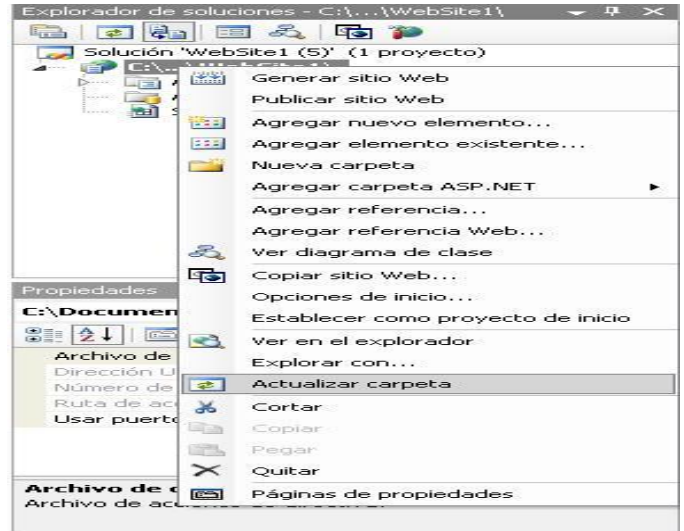 Explorador de soluciones - C:\...\WebSite1\
Solución 'WebSite1 (5)' (1 proyecto)
C:\...\WebSite1\
Generar sitio Web
Publicar sitio Web
Agregar nuevo elemento...
Agregar elemento existente...
Nueva carpeta
Agregar carpeta ASP.NET
Agregar referencia...
Agregar referencia Web...
Ver diagrama de clase
Copiar sitio Web...
Opciones de inicio...
Establecer como proyecto de inicio
Ver en el explorador
Explorar con...
Actualizar carpeta
Cortar
Copiar
Pegar
Quitar
Páginas de propiedades
Propiedades
C:\Documen
Archivo de
Dirección U
Número de
Ruta de ac
Usar puerto
Archivo de
Archivo de